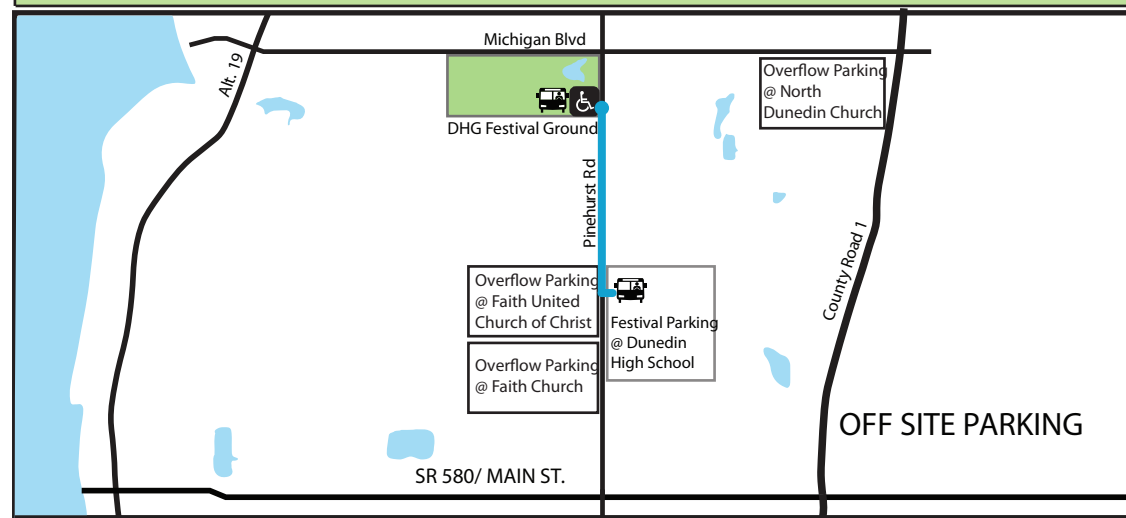 Michigan Blvd
Alt. 19
Overflow Parking
@ North
Dunedin Church
DHG Festival Ground
Pinehurst Rd
County Road 1
Overflow Parking
@ Faith United
Church of Christ
Festival Parking
@ Dunedin
High School
Overflow Parking
@ Faith Church
OFF SITE PARKING
SR 580/ MAIN ST.